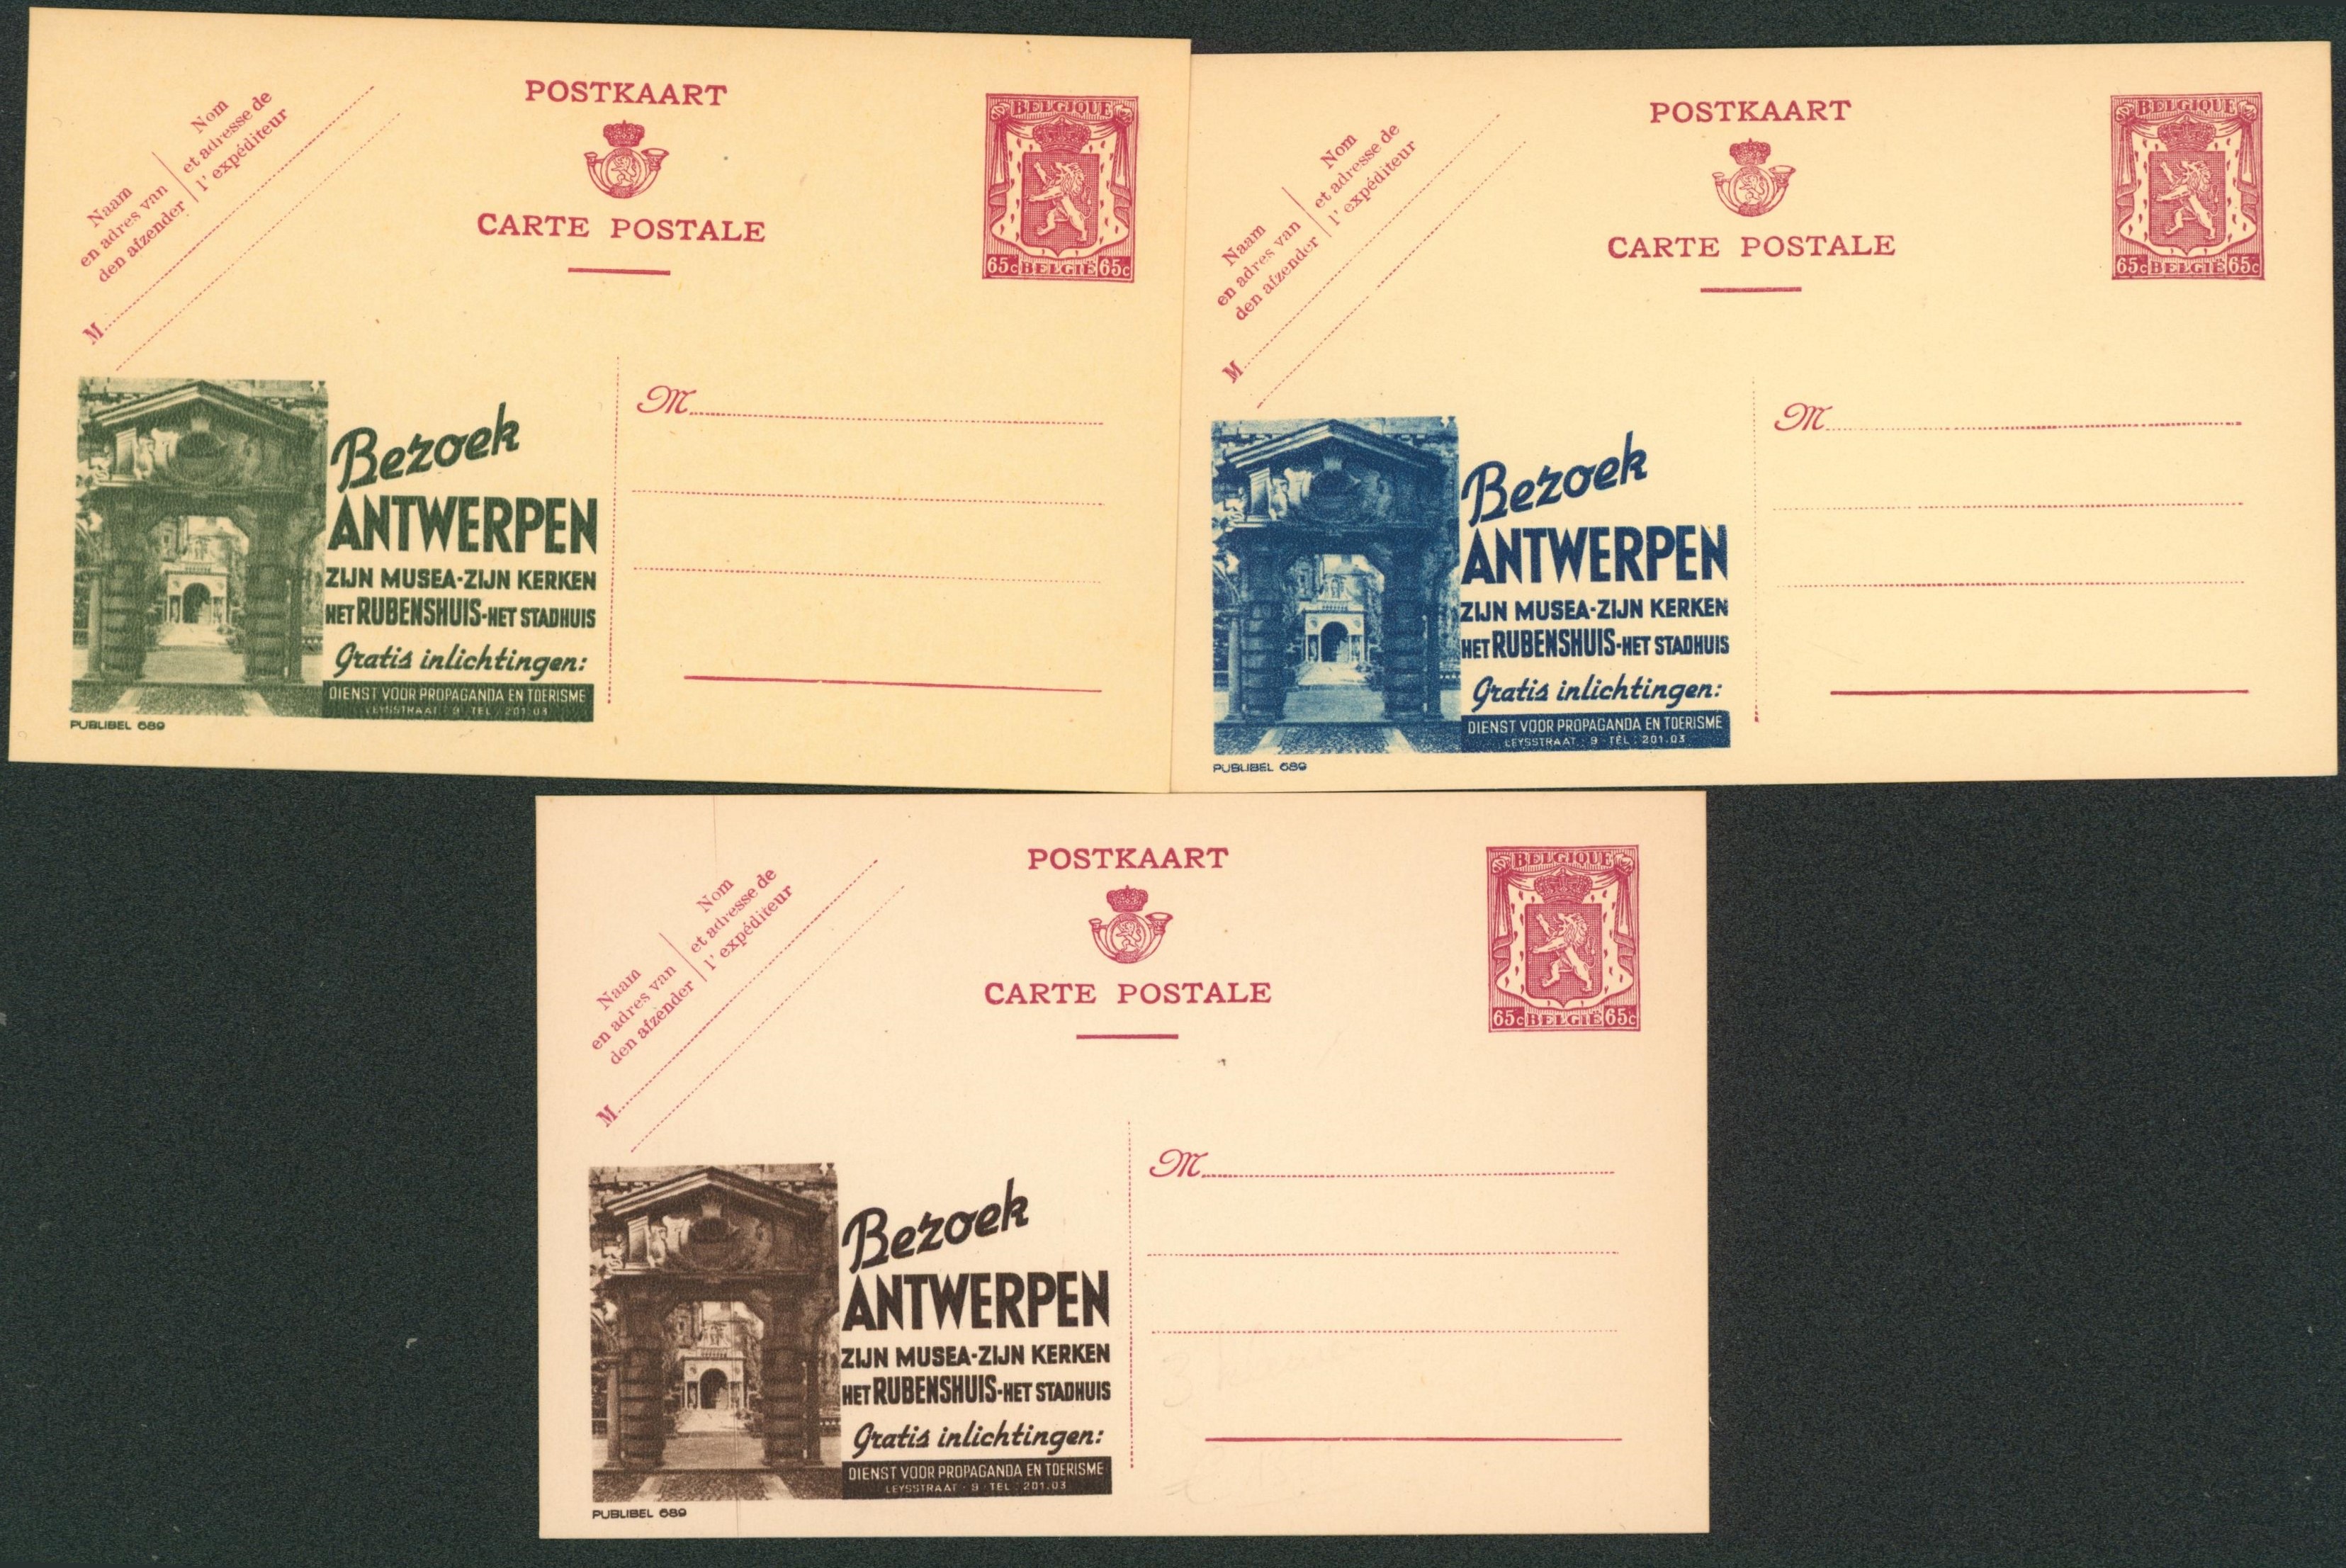 POSTKAART
CARTE POSTALE
BELGIQUE
65c BELGIË 65c
Naam
en adres van
den afzender
Nom
et adresse de
l' expéditeur
M
M
Bezoek
ANTWERPEN
ZIJN MUSEA-ZIJN KERKEN
HET RUBENSHUIS-HET STADHUIS
Gratis inlichtingen:
DIENST VOOR PROPAGANDA EN TOERISME
LEYSSTRAAT · 9 · TEL : 201.03
PUBLIBEL 689
POSTKAART
CARTE POSTALE
BELGIQUE
65c BELGIË 65c
Naam
en adres van
den afzender
Nom
et adresse de
l' expéditeur
M
M
Bezoek
ANTWERPEN
ZIJN MUSEA-ZIJN KERKEN
HET RUBENSHUIS-HET STADHUIS
Gratis inlichtingen:
DIENST VOOR PROPAGANDA EN TOERISME
LEYSSTRAAT · 9 · TEL : 201.03
PUBLIBEL 689
POSTKAART
CARTE POSTALE
BELGIQUE
65c BELGIË 65c
Naam
en adres van
den afzender
Nom
et adresse de
l' expéditeur
M
M
Bezoek
ANTWERPEN
ZIJN MUSEA-ZIJN KERKEN
HET RUBENSHUIS-HET STADHUIS
Gratis inlichtingen:
DIENST VOOR PROPAGANDA EN TOERISME
LEYSSTRAAT · 9 · TEL : 201.03
PUBLIBEL 689
3